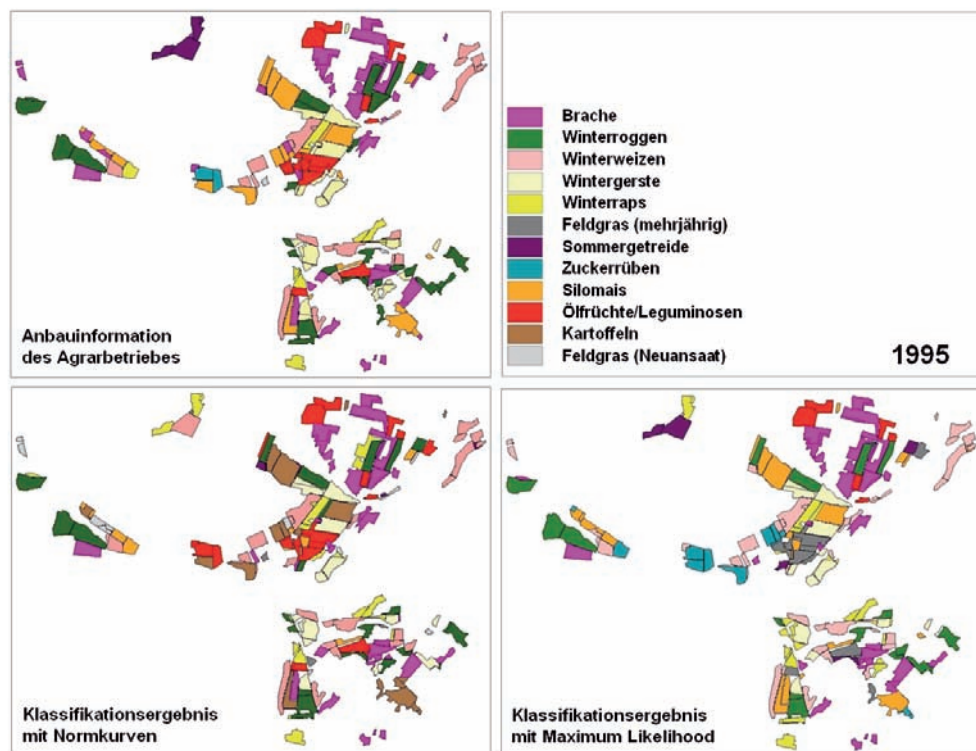 Anbauinformation
des Agrarbetriebes
Brache
Winterroggen
Winterweizen
Wintergerste
Winterraps
Feldgras (mehrjährig)
Sommergetreide
Zuckerrüben
Silomais
Ölfrüchte/Leguminosen
Kartoffeln
Feldgras (Neuansaat)
1995
Klassifikationsergebnis
mit Normkurven
Klassifikationsergebnis
mit Maximum Likelihood